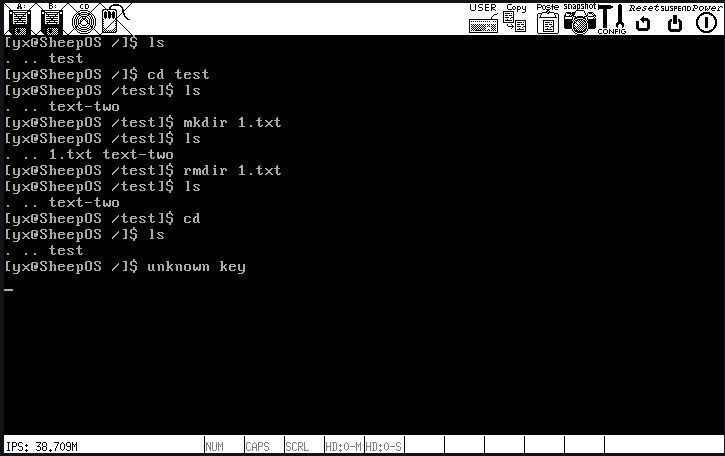 A: B: CD USER Copy Paste snapshot CONFIG Reset SUSPEND Power
[yx@SheepOS /]$ ls
. .. test
[yx@SheepOS /]$ cd test
[yx@SheepOS /test]$ ls
. .. text-two
[yx@SheepOS /test]$ mkdir 1.txt
[yx@SheepOS /test]$ ls
. .. 1.txt text-two
[yx@SheepOS /test]$ rmdir 1.txt
[yx@SheepOS /test]$ ls
. .. text-two
[yx@SheepOS /test]$ cd
[yx@SheepOS /]$ ls
. .. test
[yx@SheepOS /]$ unknown key
IPS: 38.709M NUM CAPS SCRL HD:0-M HD:0-S